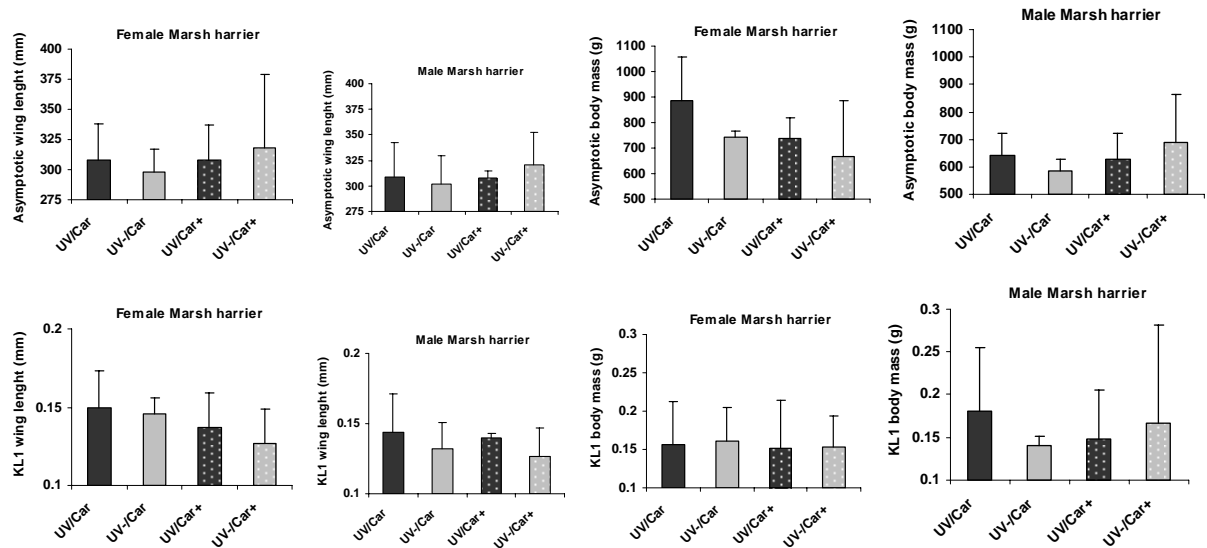 Female Marsh harrier
Asymptotic wing lenght (mm)
400
375
350
325
300
275
UV/Car
UV-/Car
UV/Car+
UV-/Car+
Male Marsh harrier
Asymptotic wing lenght (mm)
400
375
350
325
300
275
UV/Car
UV-/Car
UV/Car+
UV-/Car+
Female Marsh harrier
Asymptotic body mass (g)
1100
1000
900
800
700
600
500
UV/Car
UV-/Car
UV/Car+
UV-/Car+
Male Marsh harrier
Asymptotic body mass (g)
1100
1000
900
800
700
600
500
UV/Car
UV-/Car
UV/Car+
UV-/Car+
Female Marsh harrier
KL1 wing lenght (mm)
0.2
0.15
0.1
UV/Car
UV-/Car
UV/Car+
UV-/Car+
Male Marsh harrier
KL1 wing lenght (mm)
0.2
0.15
0.1
UV/Car
UV-/Car
UV/Car+
UV-/Car+
Female Marsh harrier
KL1 body mass (g)
0.3
0.25
0.2
0.15
0.1
UV/Car
UV-/Car
UV/Car+
UV-/Car+
Male Marsh harrier
KL1 body mass (g)
0.3
0.25
0.2
0.15
0.1
UV/Car
UV-/Car
UV/Car+
UV-/Car+